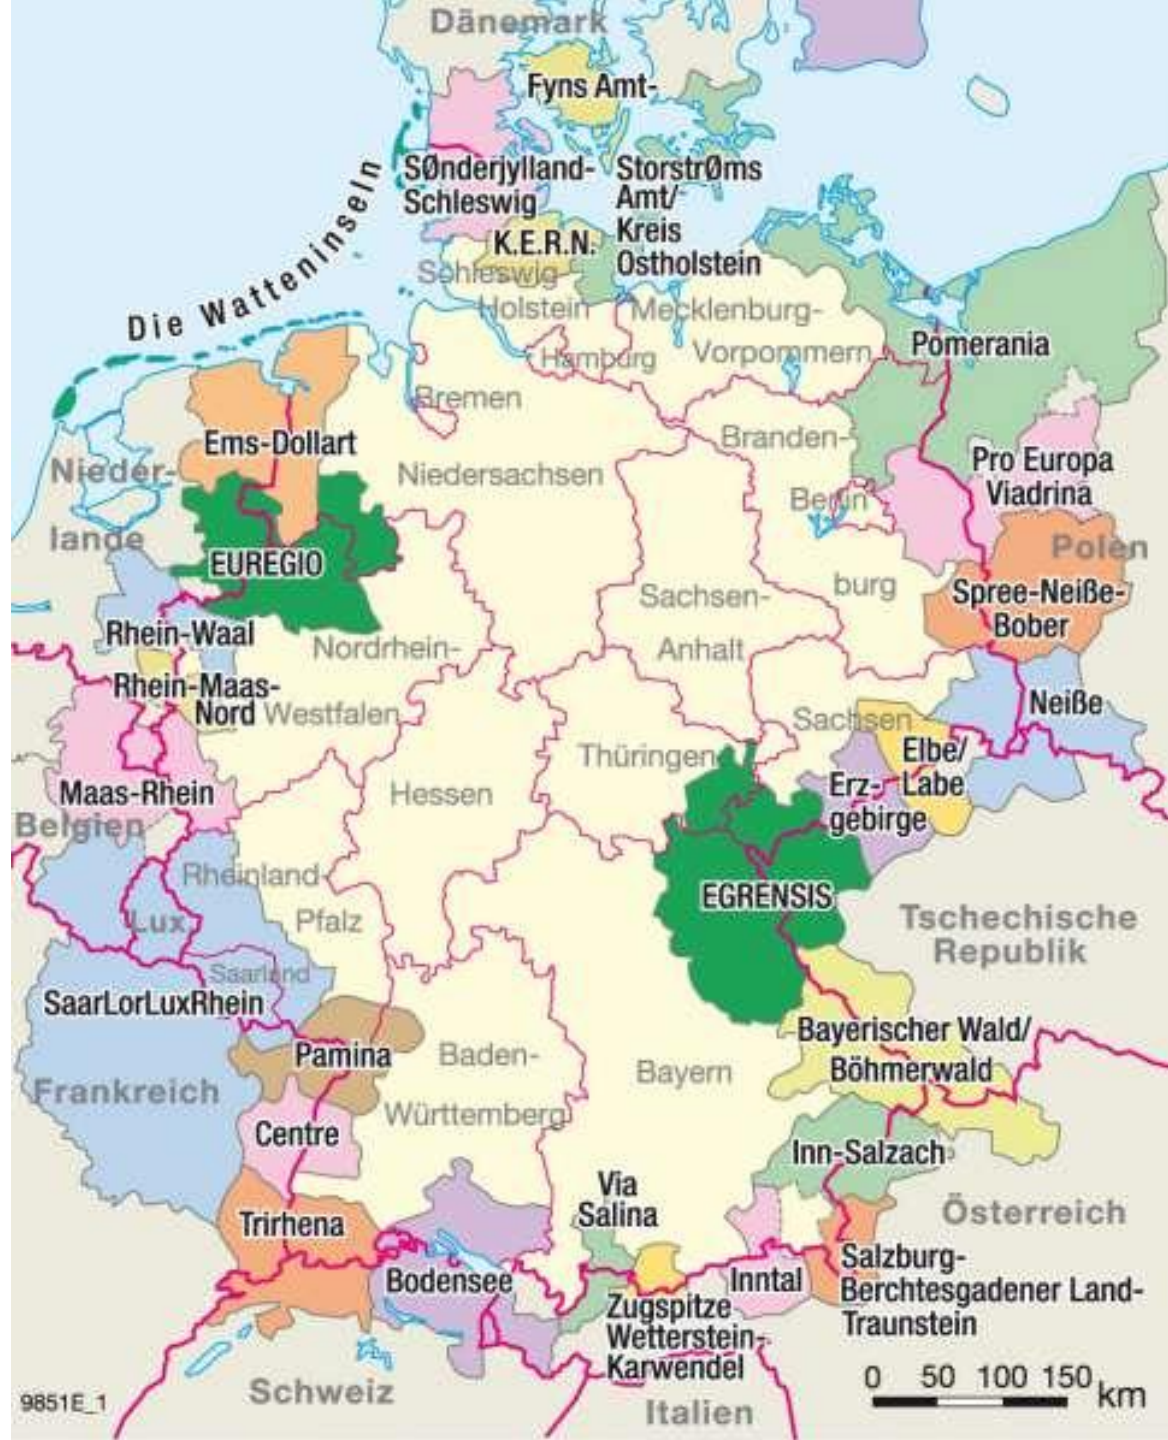 Dänemark
Fyns Amt-
SØnderjylland-
Schleswig
StorstrØms
Amt/
Kreis
Ostholstein
K.E.R.N.
Schleswig
Holstein
Die Watteninseln
Mecklenburg-
Vorpommern
Hamburg
Pomerania
Bremen
Ems-Dollart
Nieder-
lande
Niedersachsen
Branden-
Berlin
burg
Pro Europa
Viadrina
Polen
EUREGIO
Spree-Neiße-
Bober
Sachsen-
Anhalt
Rhein-Waal
Nordrhein-
Westfalen
Rhein-Maas-
Nord
Neiße
Sachsen
Thüringen
Elbe/
Labe
Erz-
gebirge
Maas-Rhein
Hessen
Belgien
Rheinland-
Pfalz
Lux.
EGRENSIS
Tschechische
Republik
Saarland
SaarLorLuxRhein
Pamina
Baden-
Württemberg
Bayern
Bayerischer Wald/
Böhmerwald
Frankreich
Centre
Inn-Salzach
Via
Salina
Österreich
Trirhena
Bodensee
Inntal
Salzburg-
Berchtesgadener Land-
Traunstein
Zugspitze
Wetterstein-
Karwendel
Schweiz
Italien
0 50 100 150 km
9851E_1